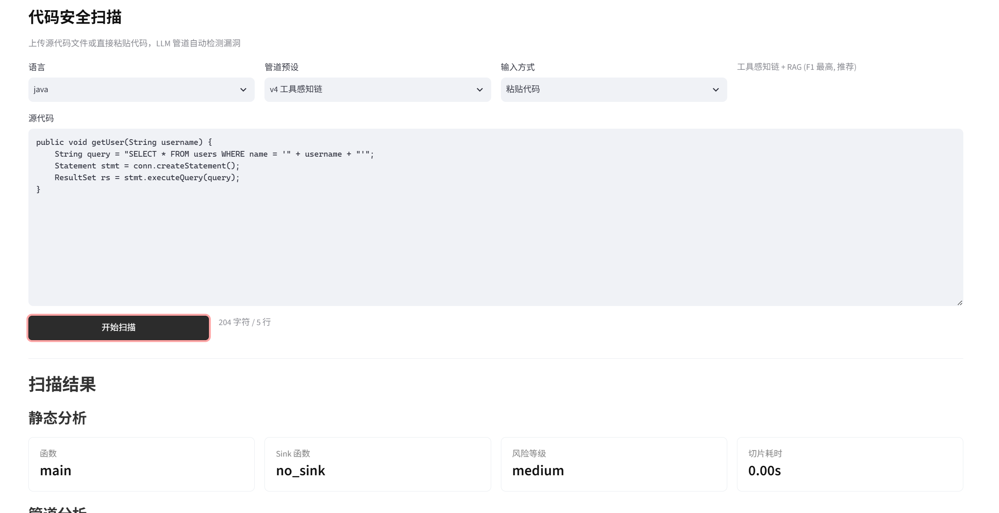 代码安全扫描
上传源代码文件或直接粘贴代码，LLM 管道自动检测漏洞
语言
管道预设
输入方式
工具感知链 + RAG (F1 最高, 推荐)
java
v4 工具感知链
粘贴代码
源代码
public void getUser(String username) {
    String query = "SELECT * FROM users WHERE name = '" + username + "'";
    Statement stmt = conn.createStatement();
    ResultSet rs = stmt.executeQuery(query);
}
开始扫描
204 字符 / 5 行
扫描结果
静态分析
函数
main
Sink 函数
no_sink
风险等级
medium
切片耗时
0.00s
管道分析